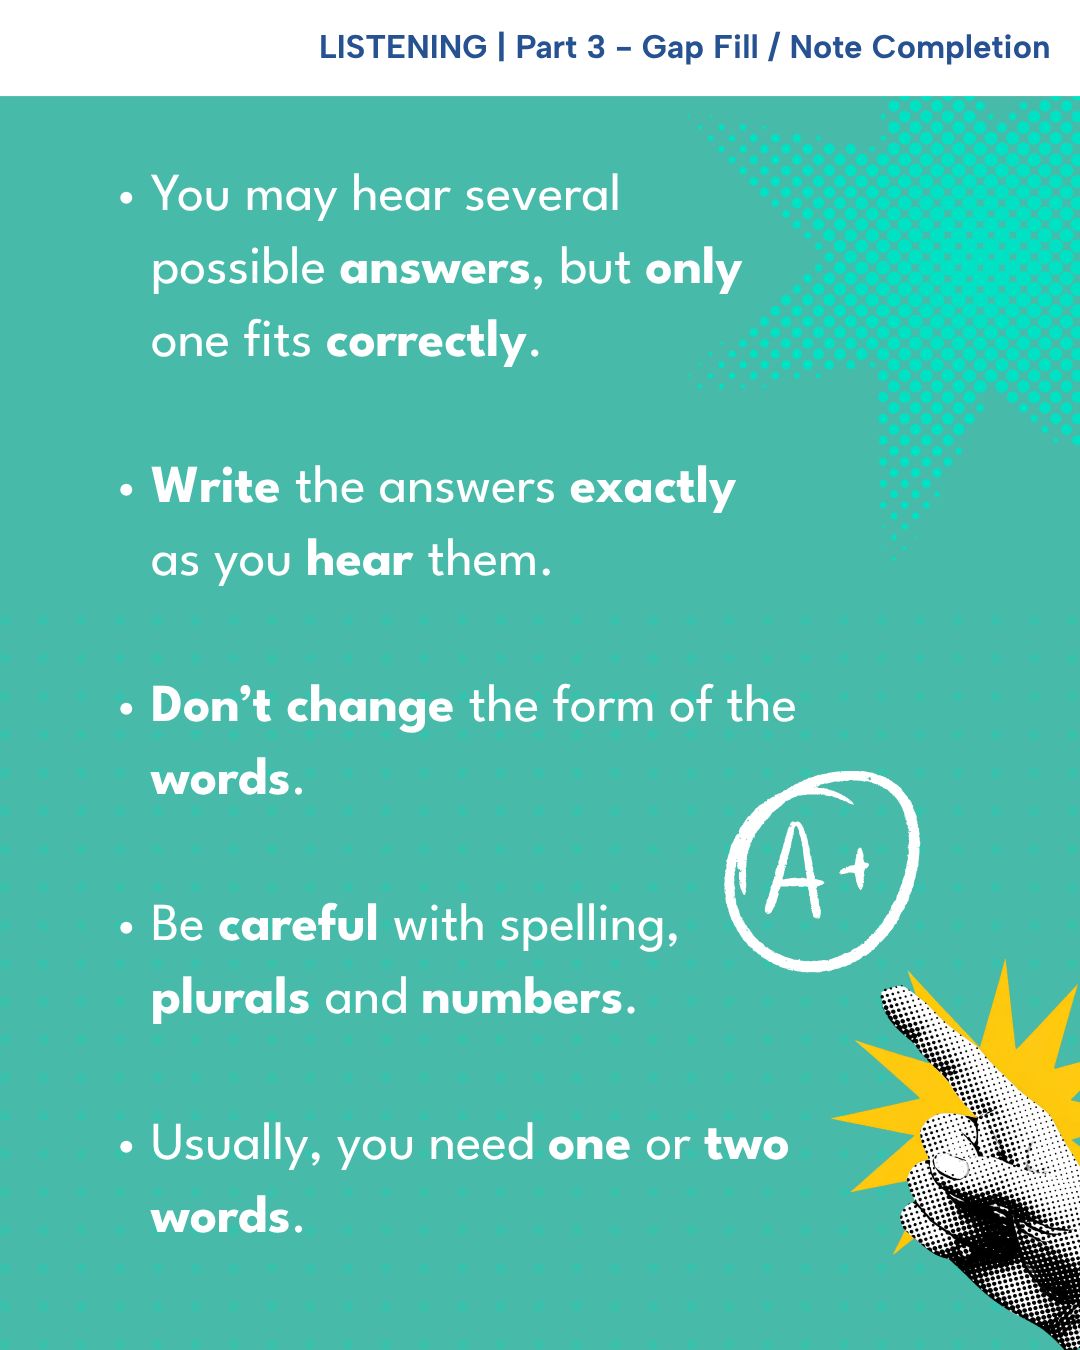 LISTENING | Part 3 – Gap Fill / Note Completion
• You may hear several
possible answers, but only
one fits correctly.
• Write the answers exactly
as you hear them.
• Don’t change the form of the
words.
A+
• Be careful with spelling,
plurals and numbers.
• Usually, you need one or two
words.